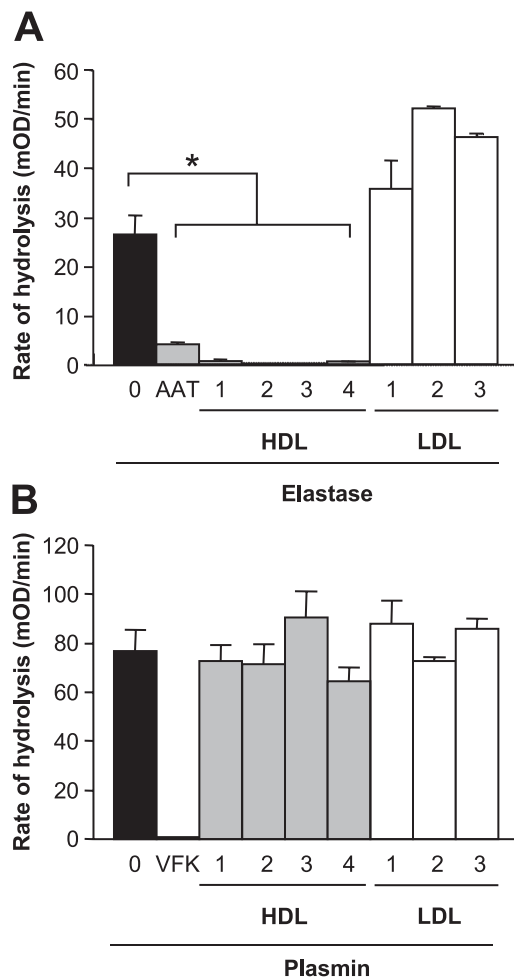 A
Rate of hydrolysis (mOD/min)
60
50
40
30
20
10
0
*
0 AAT 1 2 3 4 1 2 3
HDL LDL
Elastase
B
Rate of hydrolysis (mOD/min)
120
100
80
60
40
20
0
0 VFK 1 2 3 4 1 2 3
HDL LDL
Plasmin